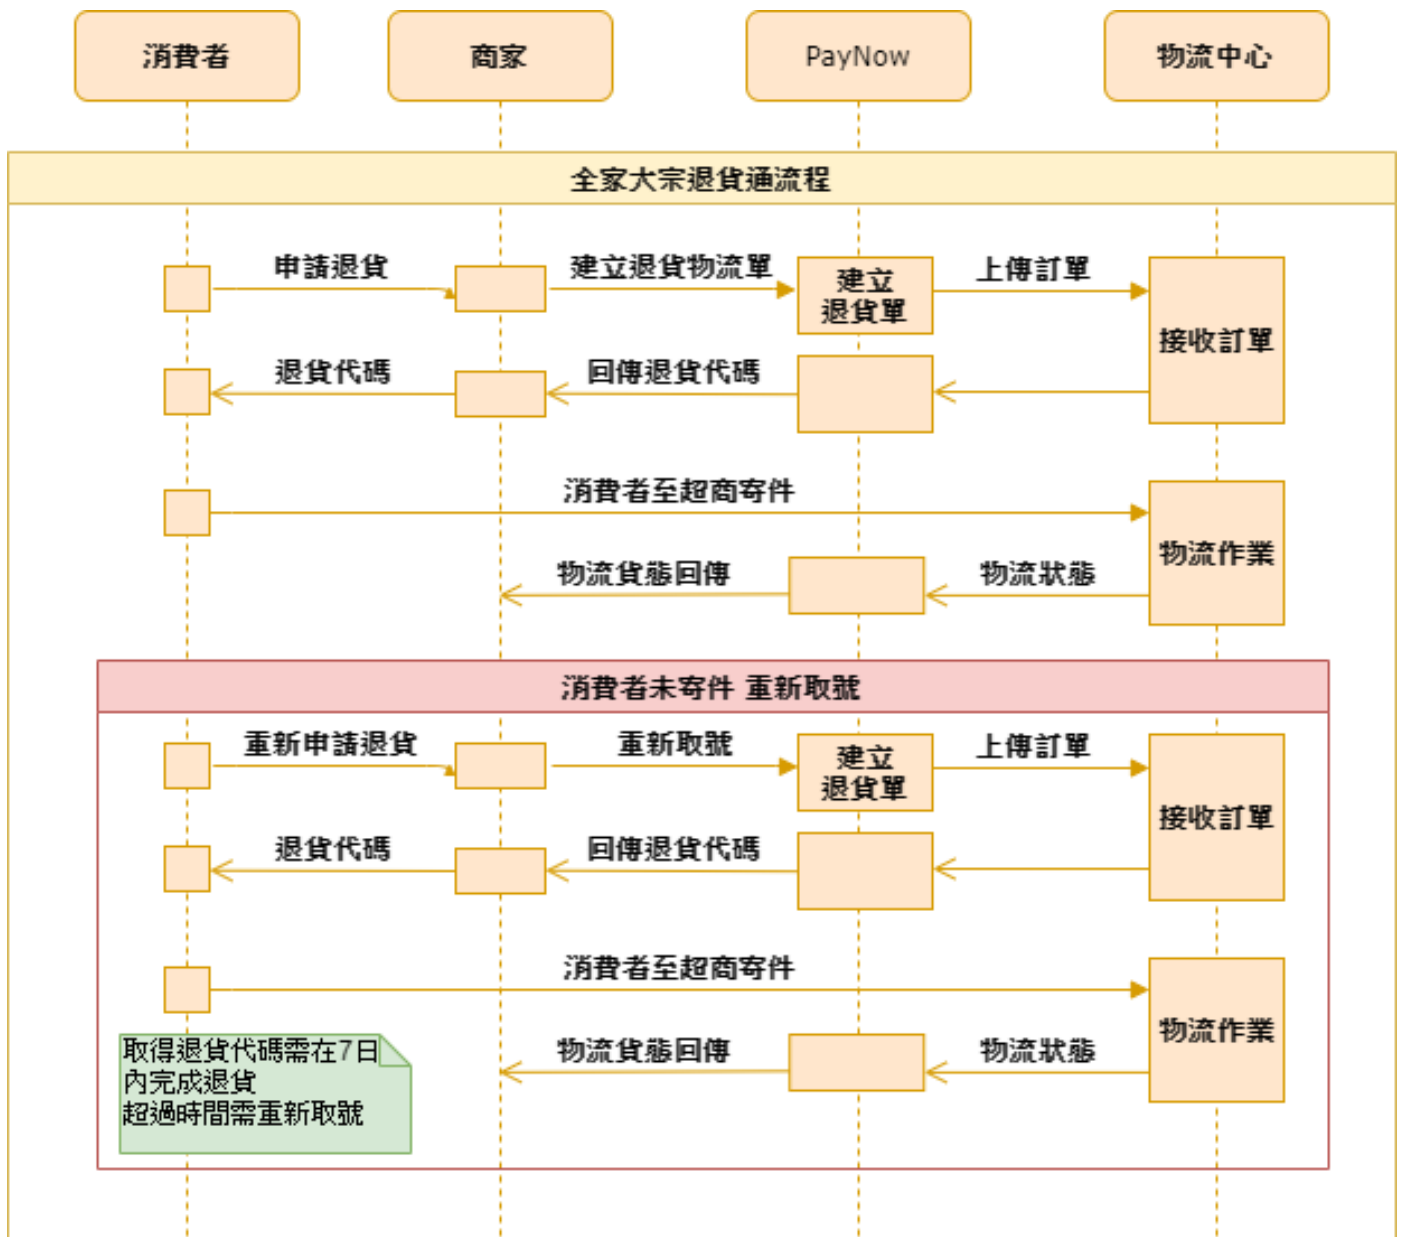 消費者
商家
PayNow
物流中心
全家大宗退貨通流程
申請退貨
建立退貨物流單
建立
退貨單
上傳訂單
接收訂單
退貨代碼
回傳退貨代碼
消費者至超商寄件
物流作業
物流貨態回傳
物流狀態
消費者未寄件 重新取號
重新申請退貨
重新取號
建立
退貨單
上傳訂單
接收訂單
退貨代碼
回傳退貨代碼
消費者至超商寄件
物流作業
物流貨態回傳
物流狀態
取得退貨代碼需在7日
內完成退貨
超過時間需重新取號